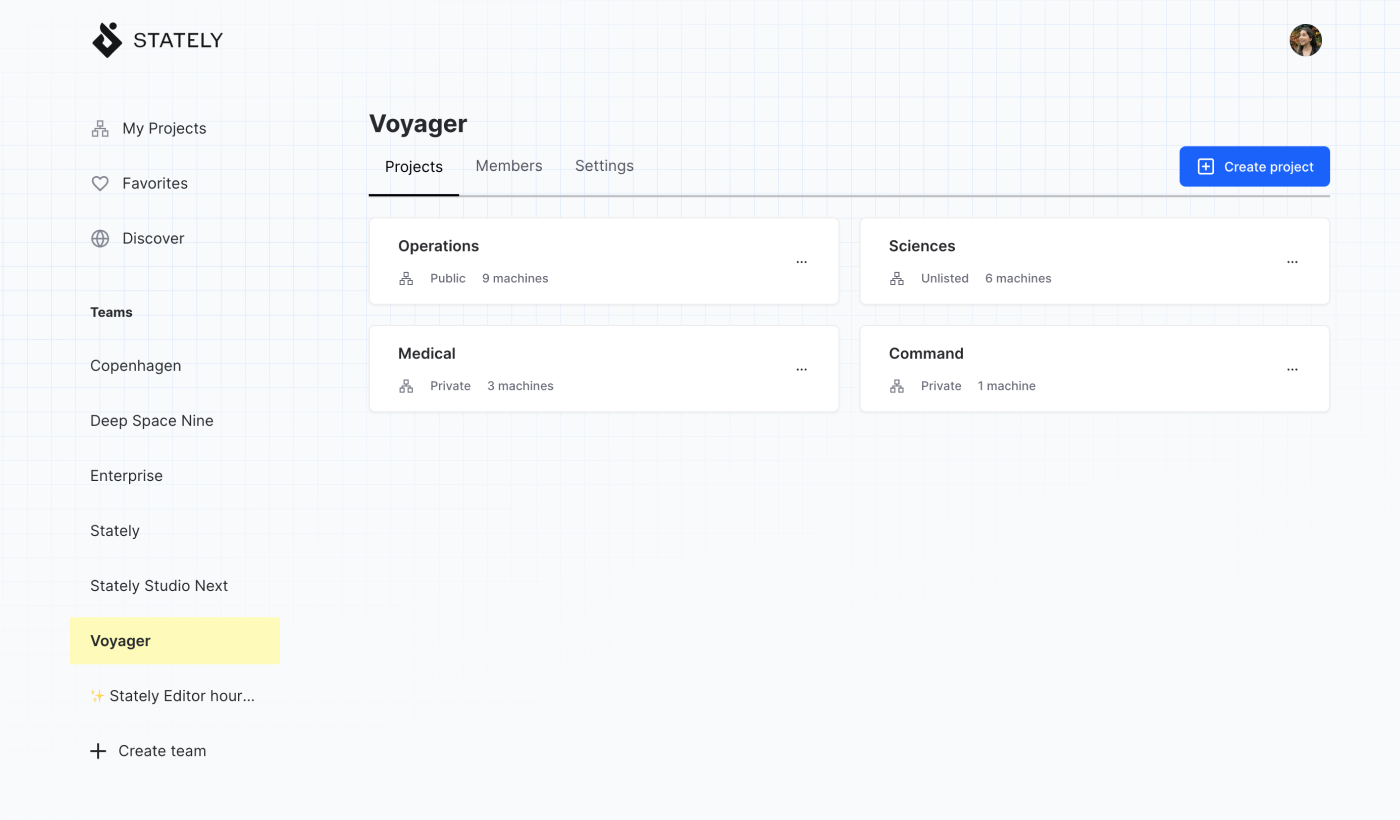 STATELY
My Projects
Favorites
Discover
Teams
Copenhagen
Deep Space Nine
Enterprise
Stately
Stately Studio Next
Voyager
✨ Stately Editor hour...
Create team
Voyager
Projects
Members
Settings
Create project
Operations
Public 9 machines
Sciences
Unlisted 6 machines
Medical
Private 3 machines
Command
Private 1 machine